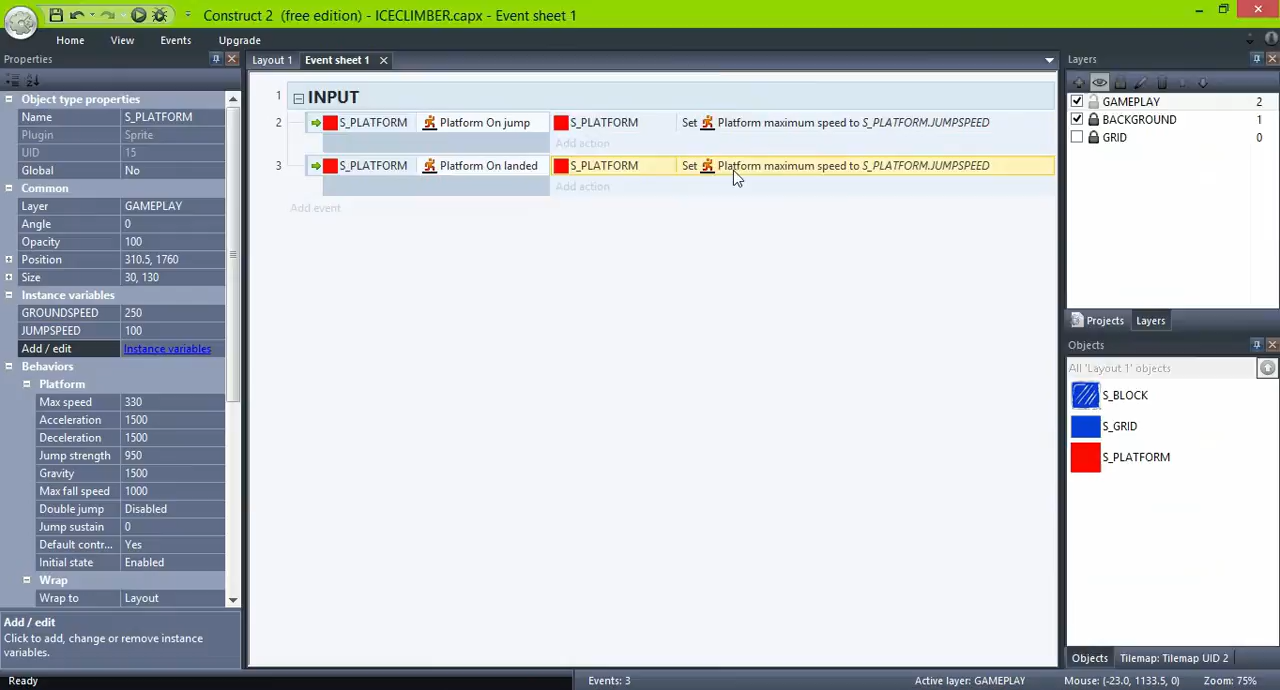 Construct 2 (free edition) - ICECLIMBER.capx - Event sheet 1
Home View Events Upgrade
Properties
Object type properties
Name S_PLATFORM
Plugin Sprite
UID 15
Global No
Common
Layer GAMEPLAY
Angle 0
Opacity 100
Position 310.5, 1760
Size 30, 130
Instance variables
GROUNDSPEED 250
JUMPSPEED 100
Add / edit Instance variables
Behaviors
Platform
Max speed 330
Acceleration 1500
Deceleration 1500
Jump strength 950
Gravity 1500
Max fall speed 1000
Double jump Disabled
Jump sustain 0
Default contr... Yes
Initial state Enabled
Wrap
Wrap to Layout
Add / edit
Click to add, change or remove instance
variables.
Layout 1 Event sheet 1
1 INPUT
2 S_PLATFORM Platform On jump S_PLATFORM Set Platform maximum speed to S_PLATFORM.JUMPSPEED
Add action
3 S_PLATFORM Platform On landed S_PLATFORM Set Platform maximum speed to S_PLATFORM.JUMPSPEED
Add action
Add event
Layers
GAMEPLAY 2
BACKGROUND 1
GRID 0
Projects Layers
Objects
All 'Layout 1' objects
S_BLOCK
S_GRID
S_PLATFORM
Objects Tilemap: Tilemap UID 2
Ready Events: 3 Active layer: GAMEPLAY Mouse: (-23.0, 1133.5, 0) Zoom: 75%